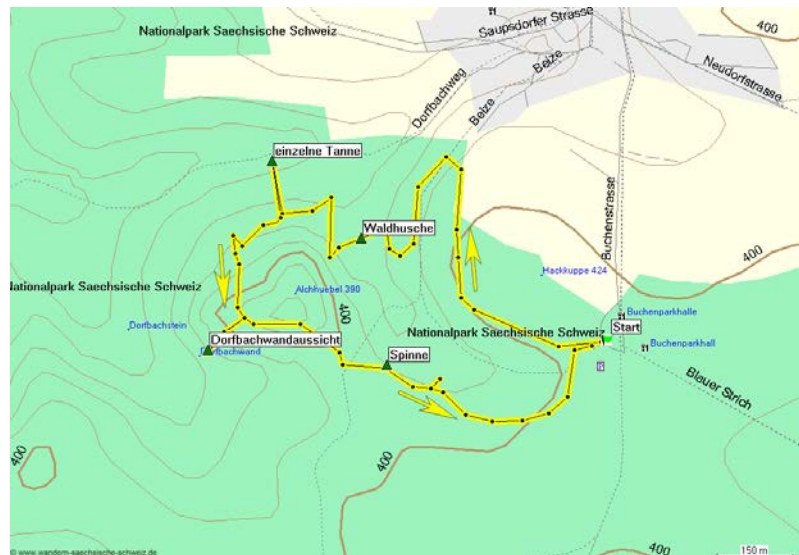 Nationalpark Saechsische Schweiz
Saupsdorfer Strasse
400
Neudorfstrasse
Beize
Dorfbachweg
Beize
einzelne Tanne
Waldhusche
Buchenstrasse
400
Hackkuppe 424
Nationalpark Saechsische Schweiz
Alchhuebel 390
400
Buchenparkhalle
Dorfbachstein
Nationalpark Saechsische Schweiz
Start
Dorfbachwandaussicht
Buchenparkhall
Dorfbachwand
Spinne
Blauer Strich
400
400
400
150 m
© www.wandern-saechsische-schweiz.de